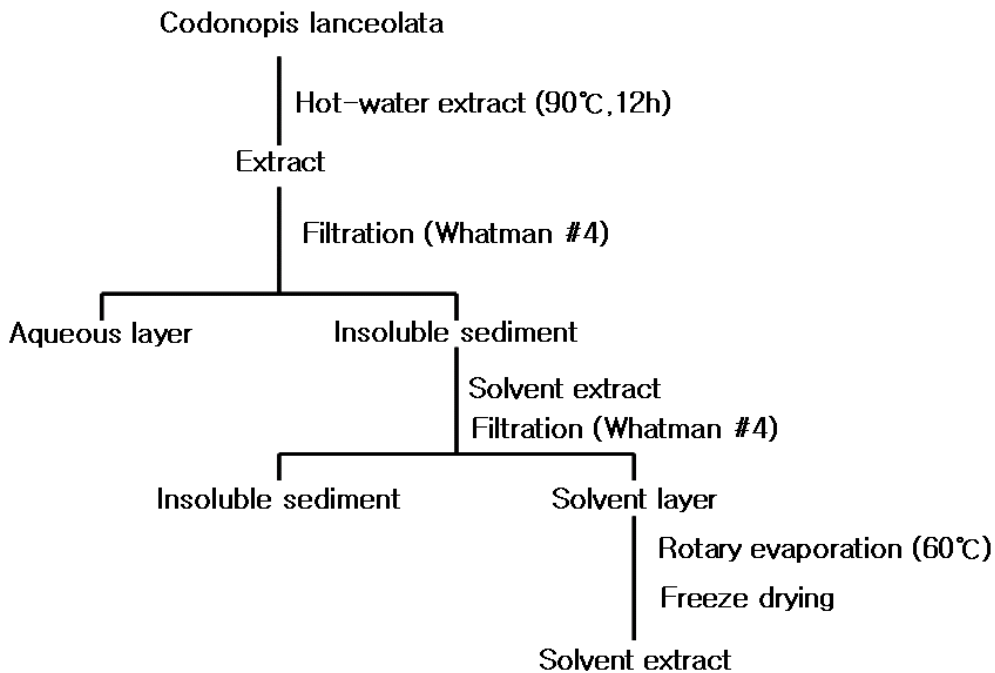 Codonopis lanceolata
Hot-water extract (90℃,12h)
Extract
Filtration (Whatman #4)
Aqueous layer
Insoluble sediment
Solvent extract
Filtration (Whatman #4)
Insoluble sediment
Solvent layer
Rotary evaporation (60℃)
Freeze drying
Solvent extract